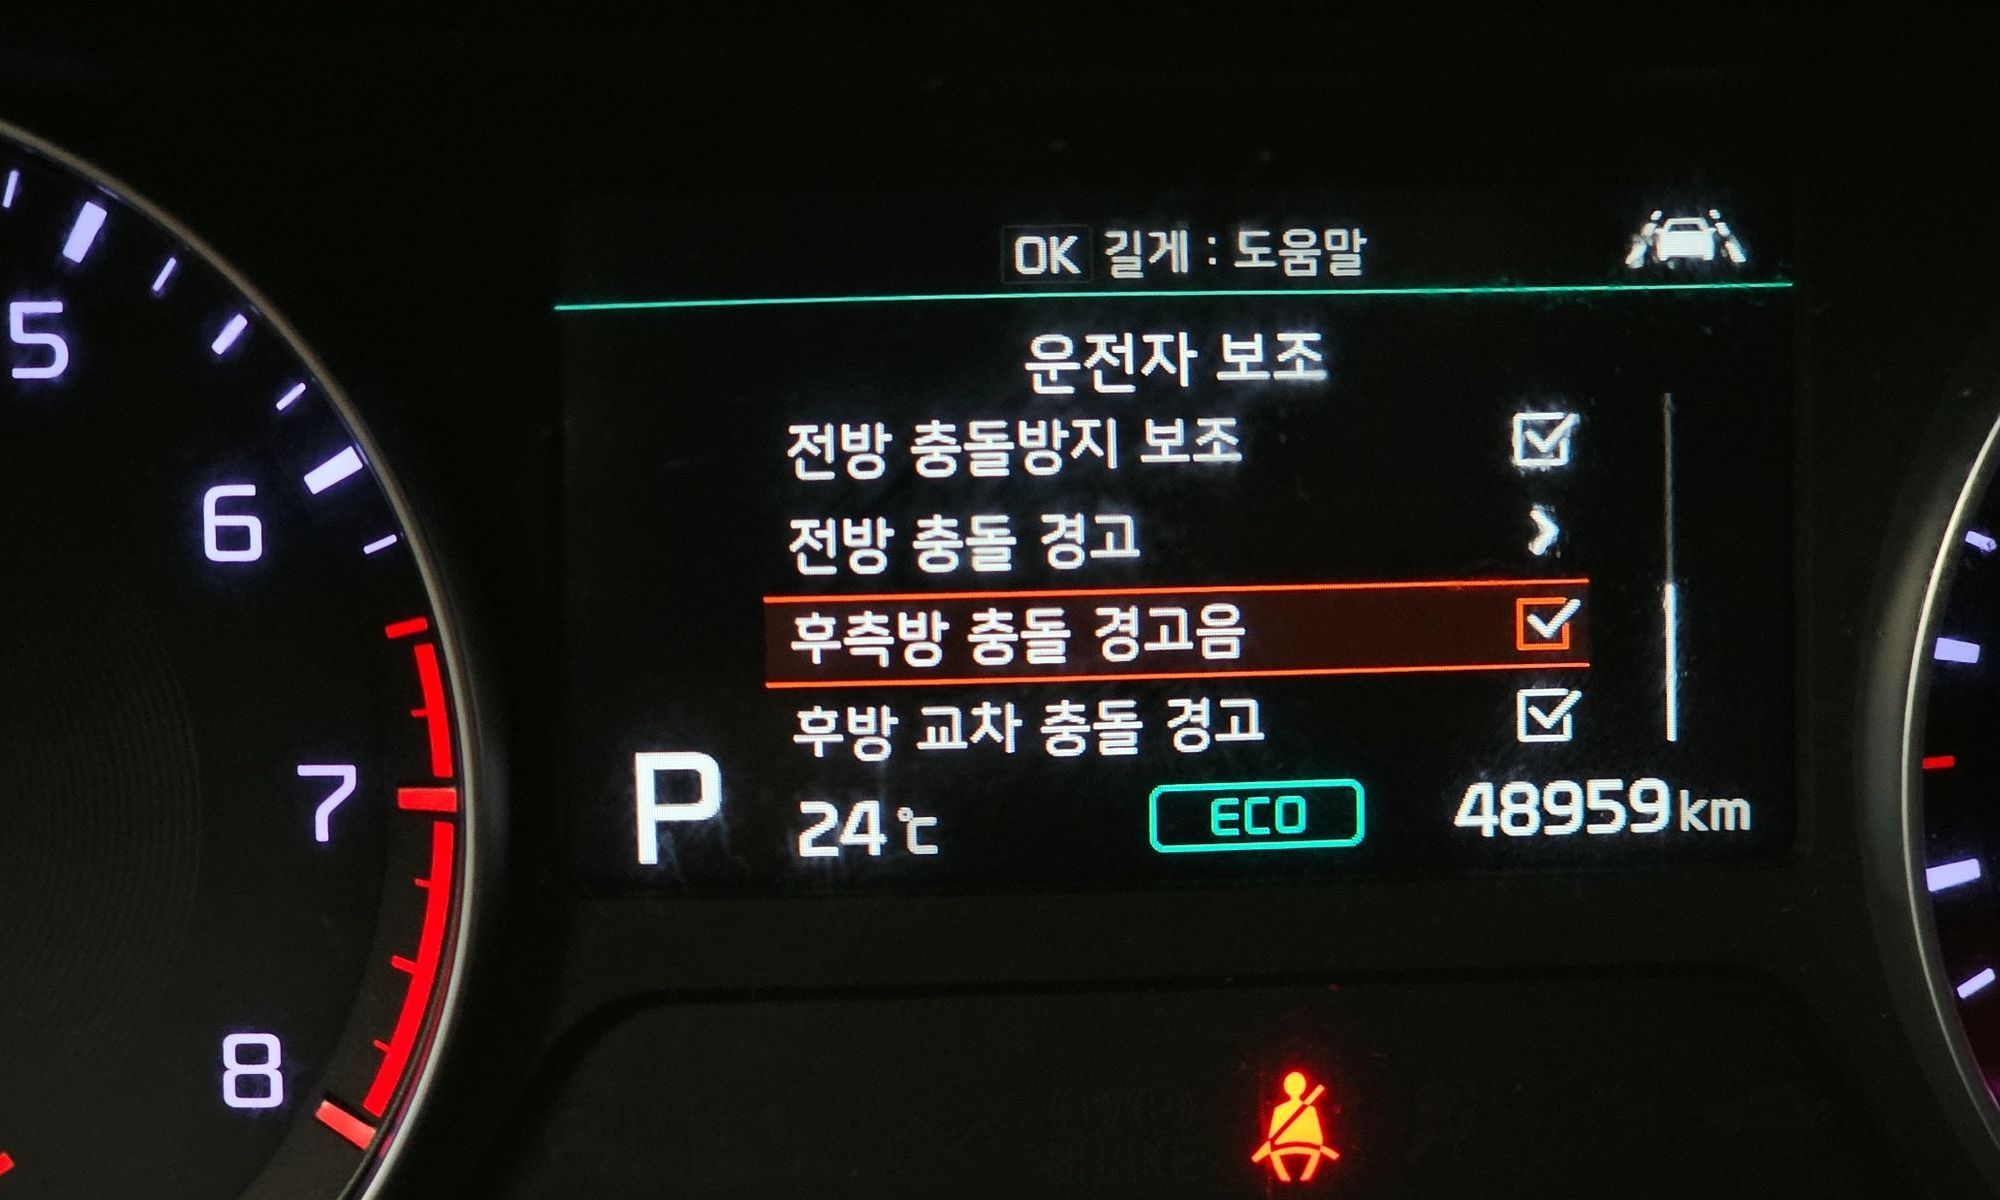 OK 길게 : 도움말
운전자 보조
전방 충돌방지 보조
전방 충돌 경고
후측방 충돌 경고음
후방 교차 충돌 경고
P 24℃ ECO 48959km
5
6
7
8